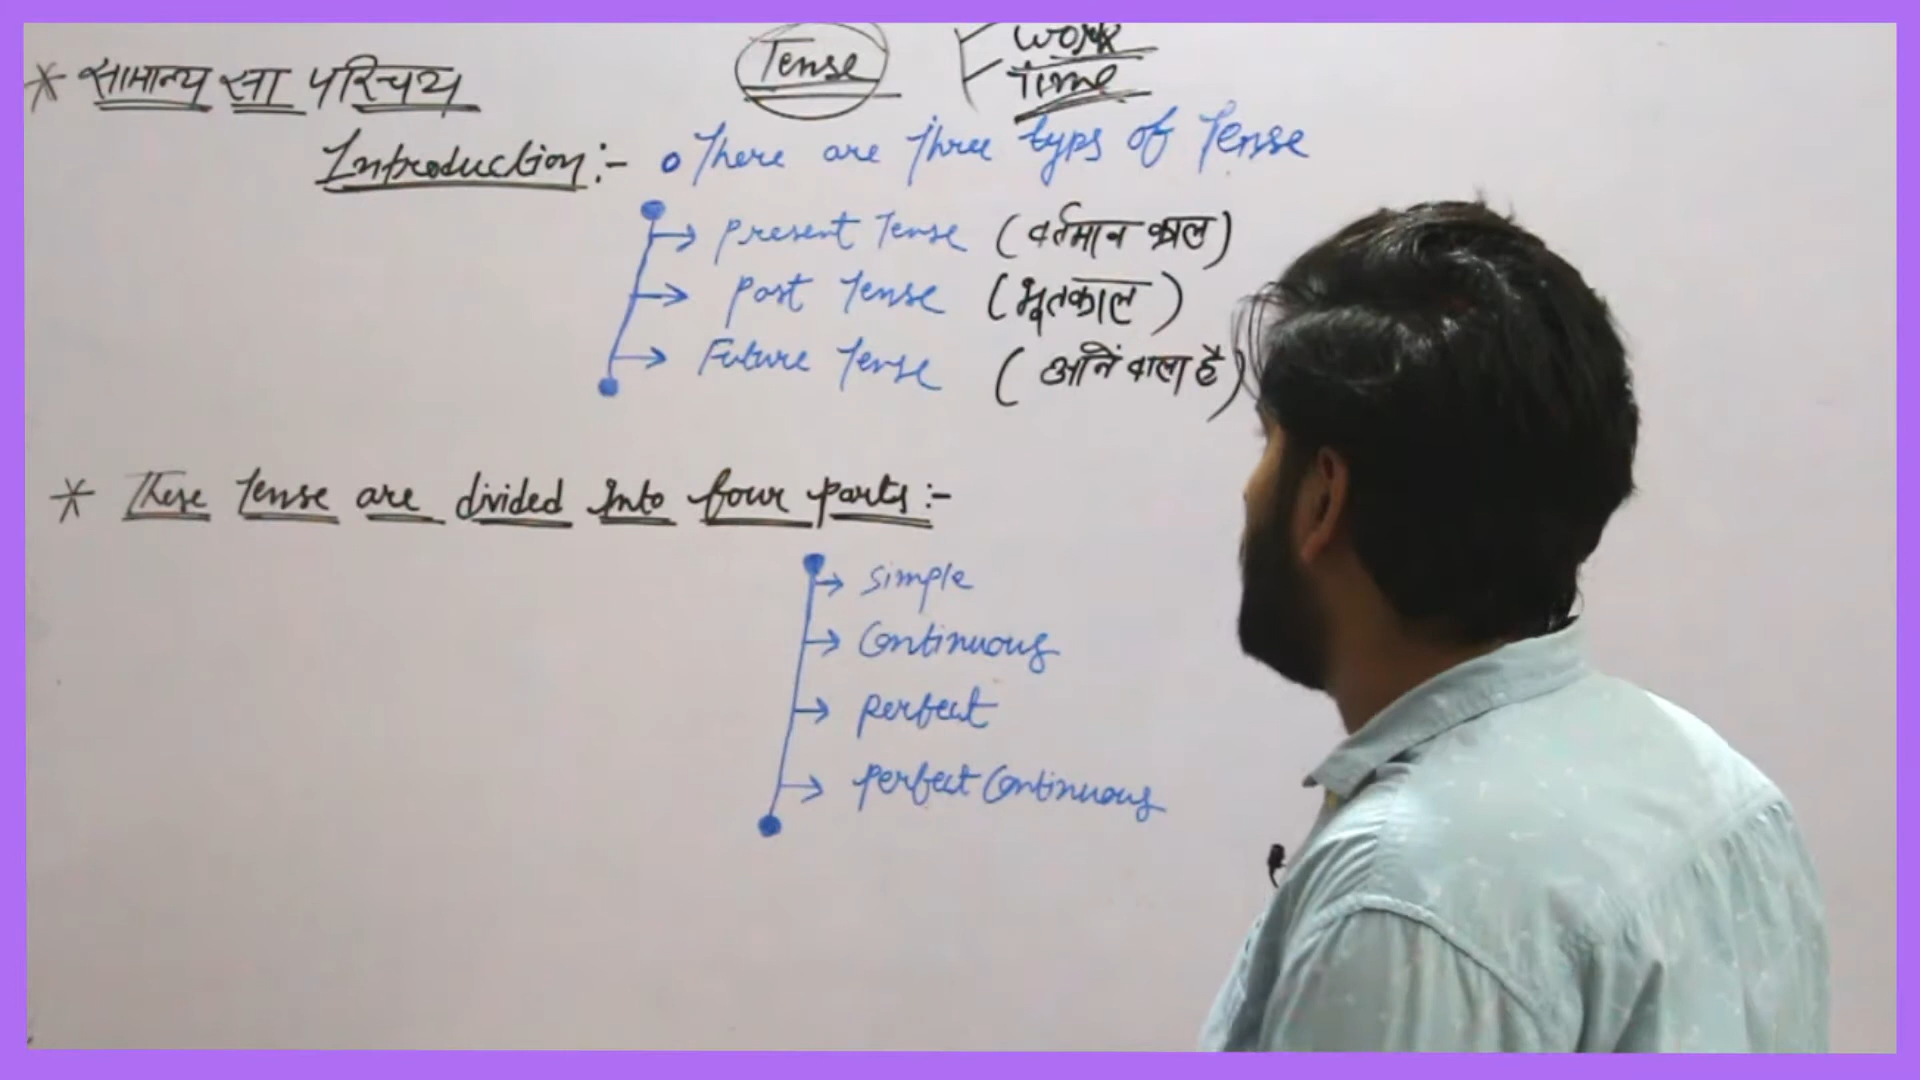 * सामान्य सा परिचय
Tense
Work
Time
Introduction:-
There are three typs of Tense
Present Tense (वर्तमान काल)
Past Tense (भूतकाल)
Future Tense (आनें वाला है)
* These Tense are divided Into four parts:-
Simple
Continuous
Perfect
Perfect Continuous